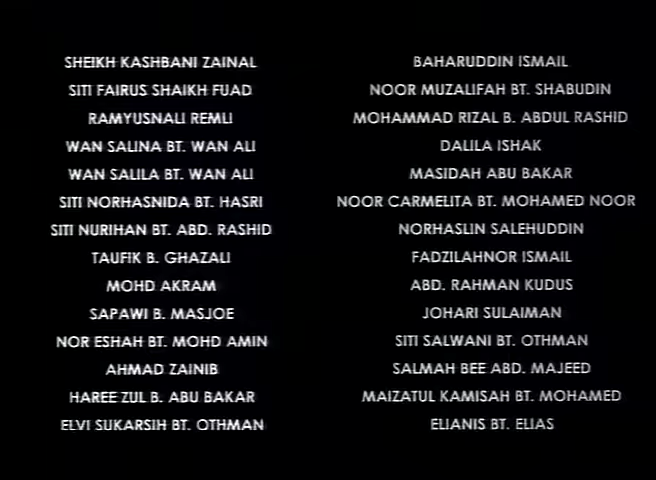 SHEIKH KASHBANI ZAINAL
SITI FAIRUS SHAIKH FUAD
RAMYUSNALI REMLI
WAN SALINA BT. WAN ALI
WAN SALILA BT. WAN ALI
SITI NORHASNIDA BT. HASRI
SITI NURIHAN BT. ABD. RASHID
TAUFIK B. GHAZALI
MOHD AKRAM
SAPAWI B. MASJOE
NOR ESHAH BT. MOHD AMIN
AHMAD ZAINIB
HAREE ZUL B. ABU BAKAR
ELVI SUKARSIH BT. OTHMAN
BAHARUDDIN ISMAIL
NOOR MUZALIFAH BT. SHABUDIN
MOHAMMAD RIZAL B. ABDUL RASHID
DALILA ISHAK
MASIDAH ABU BAKAR
NOOR CARMELITA BT. MOHAMED NOOR
NORHASLIN SALEHUDDIN
FADZILAHNOR ISMAIL
ABD. RAHMAN KUDUS
JOHARI SULAIMAN
SITI SALWANI BT. OTHMAN
SALMAH BEE ABD. MAJEED
MAIZATUL KAMISAH BT. MOHAMED
ELIANIS BT. ELIAS